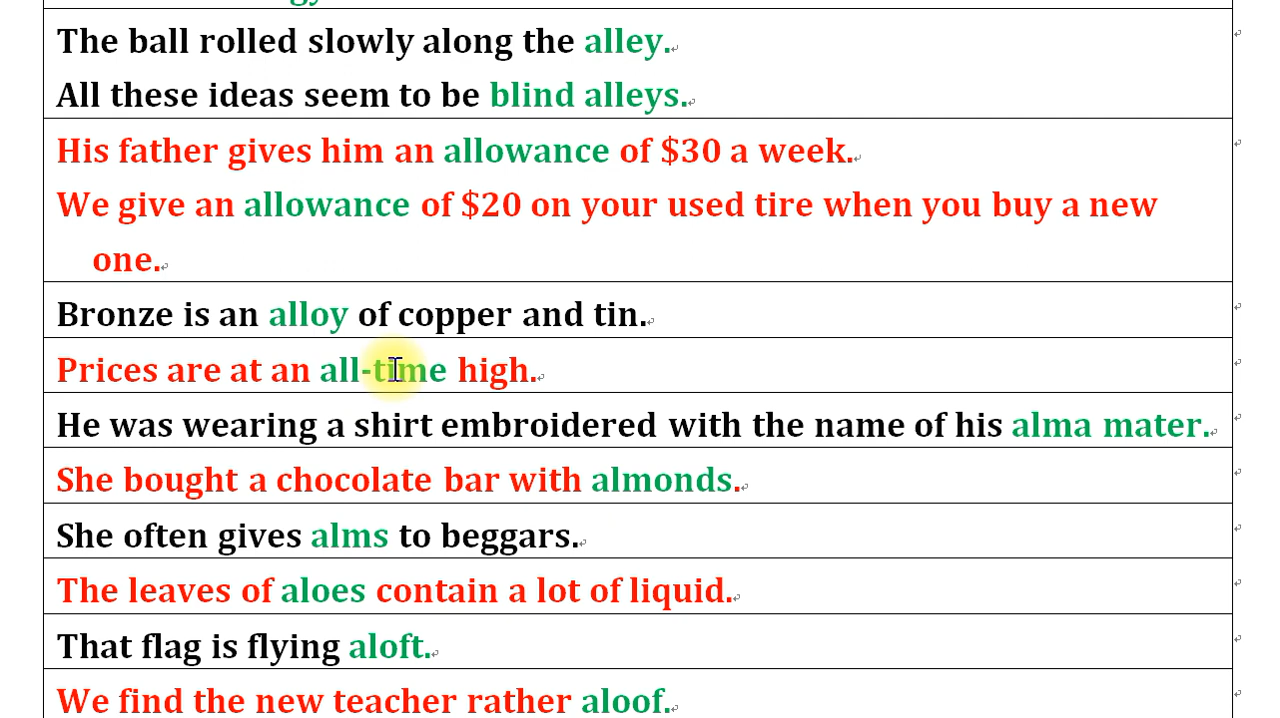 The ball rolled slowly along the alley.
All these ideas seem to be blind alleys.
His father gives him an allowance of $30 a week.
We give an allowance of $20 on your used tire when you buy a new
one.
Bronze is an alloy of copper and tin.
Prices are at an all-time high.
He was wearing a shirt embroidered with the name of his alma mater.
She bought a chocolate bar with almonds.
She often gives alms to beggars.
The leaves of aloes contain a lot of liquid.
That flag is flying aloft.
We find the new teacher rather aloof.